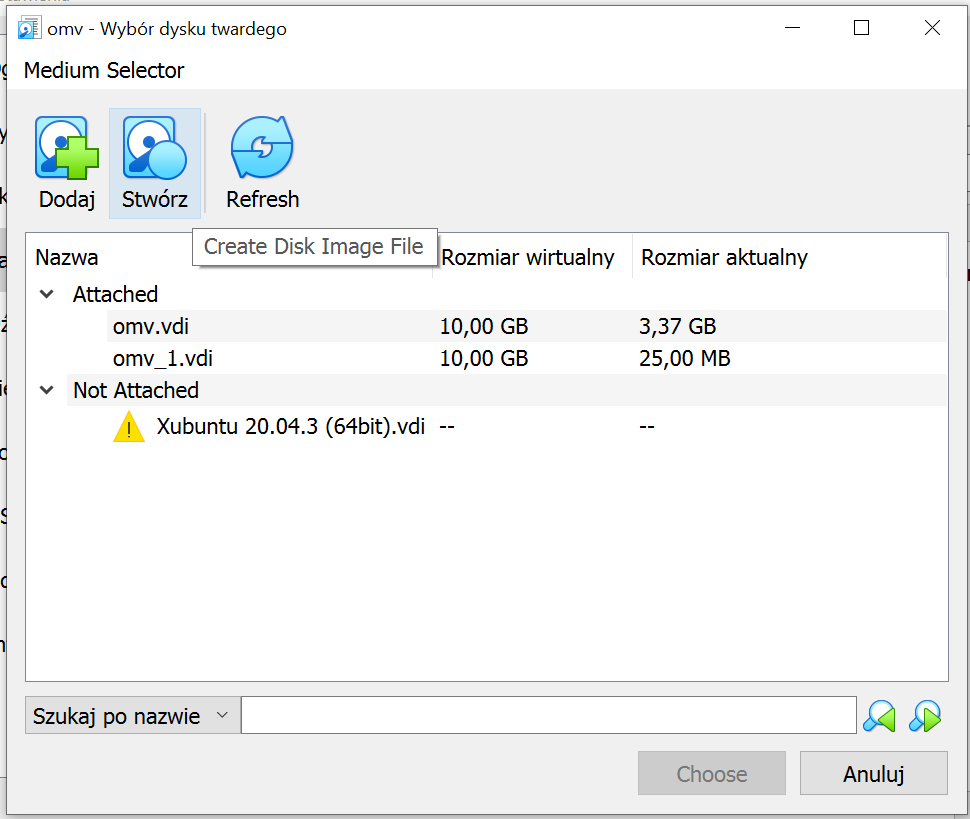 omv - Wybór dysku twardego
Medium Selector
Dodaj Stwórz Refresh
Create Disk Image File
Nazwa Rozmiar wirtualny Rozmiar aktualny
Attached
omv.vdi 10,00 GB 3,37 GB
omv_1.vdi 10,00 GB 25,00 MB
Not Attached
Xubuntu 20.04.3 (64bit).vdi -- --
Szukaj po nazwie
Choose Anuluj